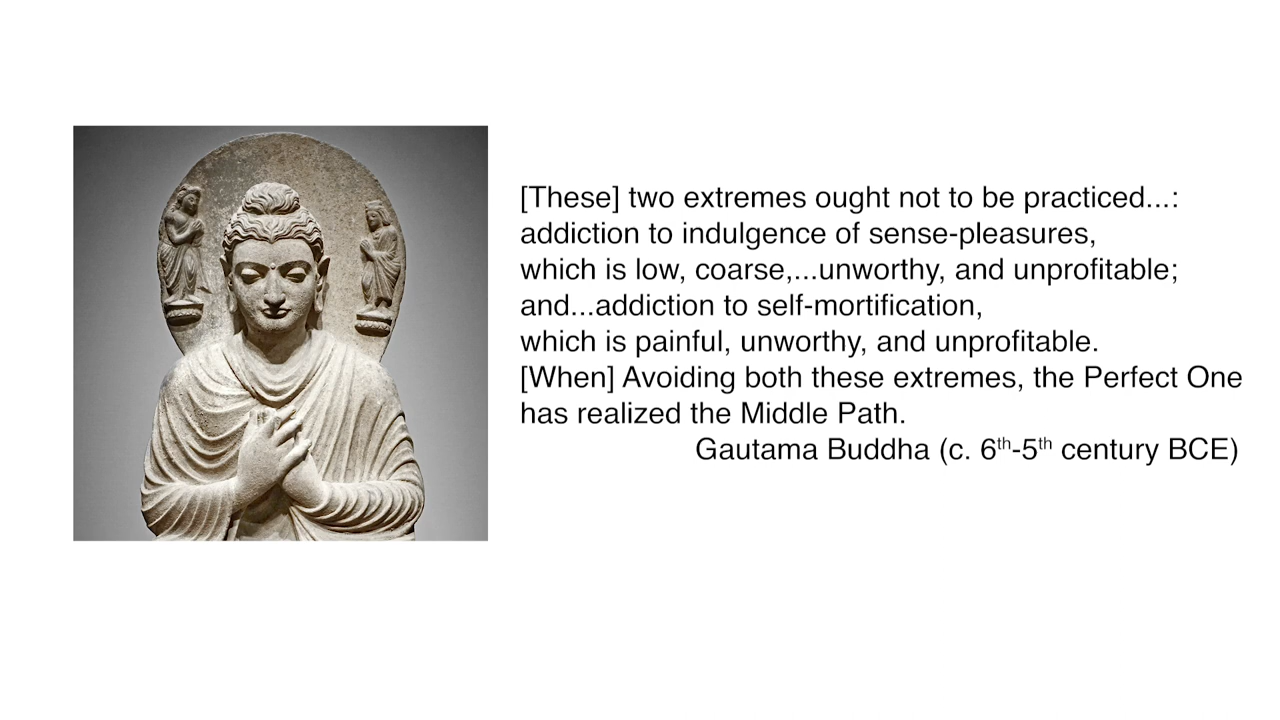 [These] two extremes ought not to be practiced...:
addiction to indulgence of sense-pleasures,
which is low, coarse,...unworthy, and unprofitable;
and...addiction to self-mortification,
which is painful, unworthy, and unprofitable.
[When] Avoiding both these extremes, the Perfect One
has realized the Middle Path.
Gautama Buddha (c. 6th-5th century BCE)